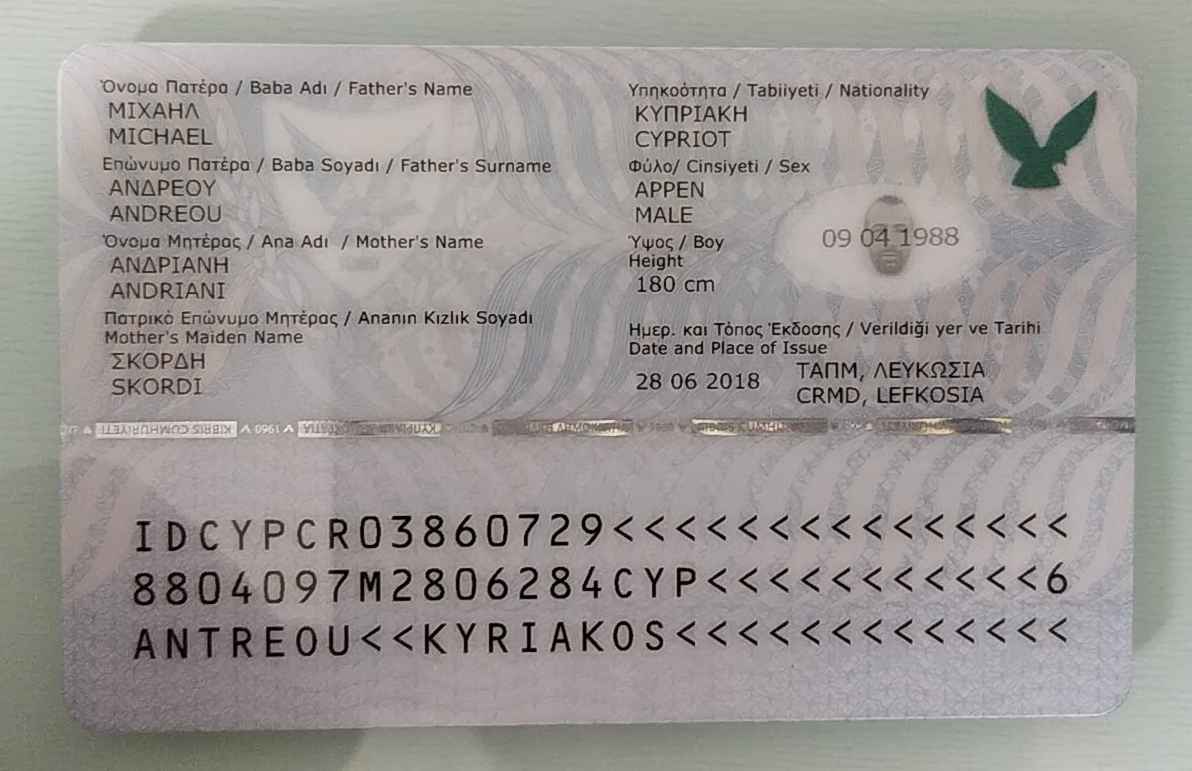 Όνομα Πατέρα / Baba Adı / Father's Name
ΜΙΧΑΗΛ
MICHAEL
Επώνυμο Πατέρα / Baba Soyadı / Father's Surname
ΑΝΔΡΕΟΥ
ANDREOU
Όνομα Μητέρας / Ana Adı / Mother's Name
ΑΝΔΡΙΑΝΗ
ANDRIANI
Πατρικό Επώνυμο Μητέρας / Ananın Kızlık Soyadı
Mother's Maiden Name
ΣΚΟΡΔΗ
SKORDI
Υπηκοότητα / Tabiiyeti / Nationality
ΚΥΠΡΙΑΚΗ
CYPRIOT
Φύλο/ Cinsiyeti / Sex
ΑΡΡΕΝ
MALE
Ύψος / Boy
Height
180 cm
09 04 1988
Ημερ. και Τόπος Έκδοσης / Verildiği yer ve Tarihi
Date and Place of Issue
28 06 2018
ΤΑΠΜ, ΛΕΥΚΩΣΙΑ
CRMD, LEFKOSIA
KIBRIS CUMHURİYETİ 1960
IDCYPCR03860729<<<<<<<<<<<<<<<
8804097M2806284CYP<<<<<<<<<<<6
ANTREOU<<KYRIAKOS<<<<<<<<<<<<<